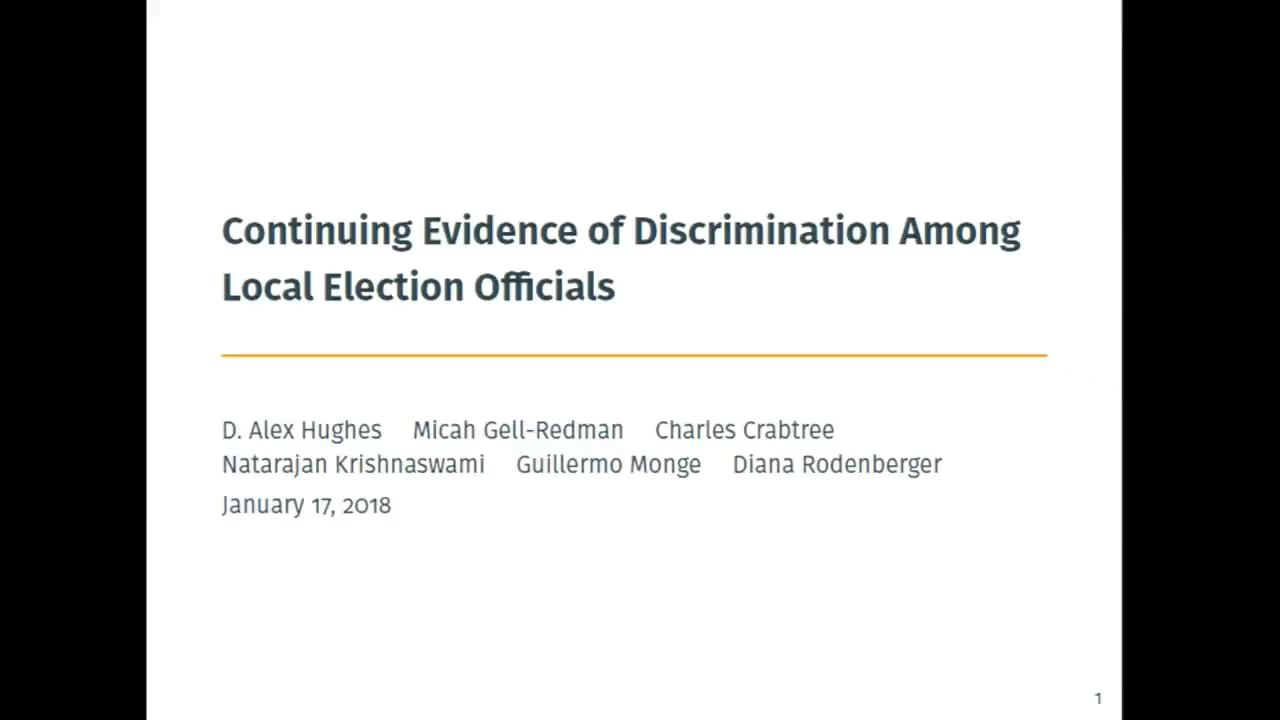 Continuing Evidence of Discrimination Among
Local Election Officials
D. Alex Hughes Micah Gell-Redman Charles Crabtree
Natarajan Krishnaswami Guillermo Monge Diana Rodenberger
January 17, 2018
1